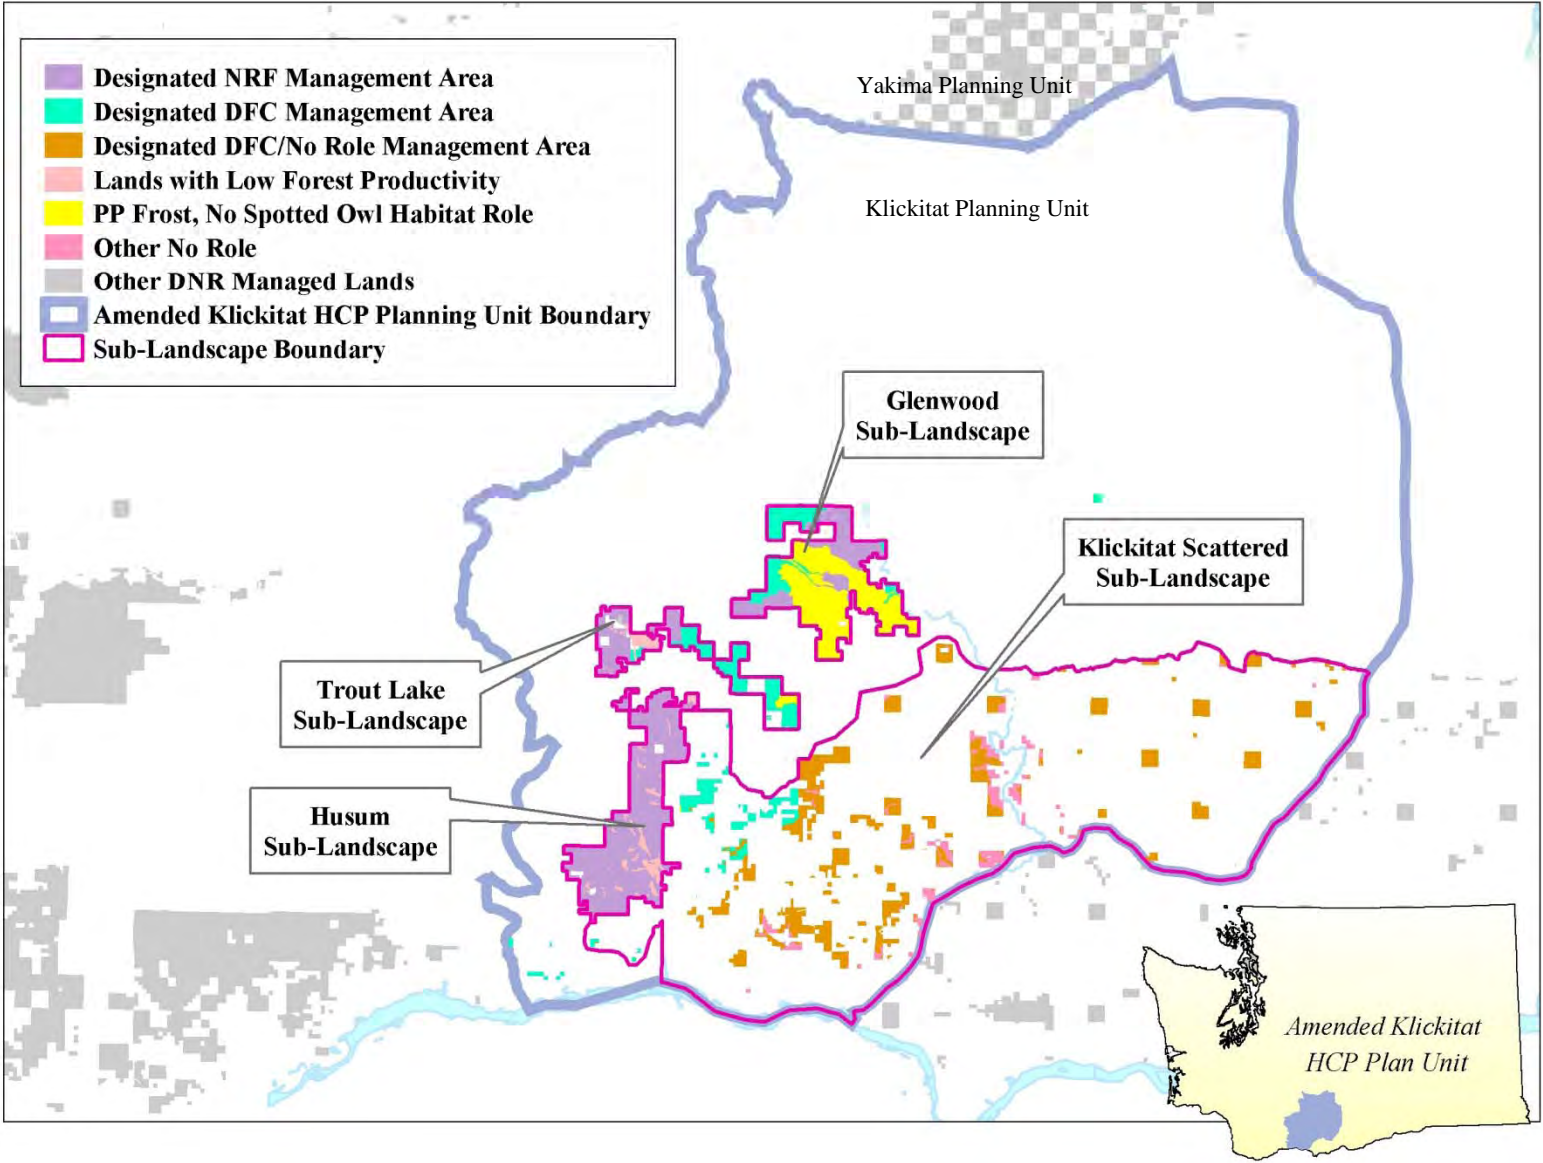 Yakima Planning Unit
Klickitat Planning Unit
Designated NRF Management Area
Designated DFC Management Area
Designated DFC/No Role Management Area
Lands with Low Forest Productivity
PP Frost, No Spotted Owl Habitat Role
Other No Role
Other DNR Managed Lands
Amended Klickitat HCP Planning Unit Boundary
Sub-Landscape Boundary
Glenwood
Sub-Landscape
Klickitat Scattered
Sub-Landscape
Trout Lake
Sub-Landscape
Husum
Sub-Landscape
Amended Klickitat
HCP Plan Unit